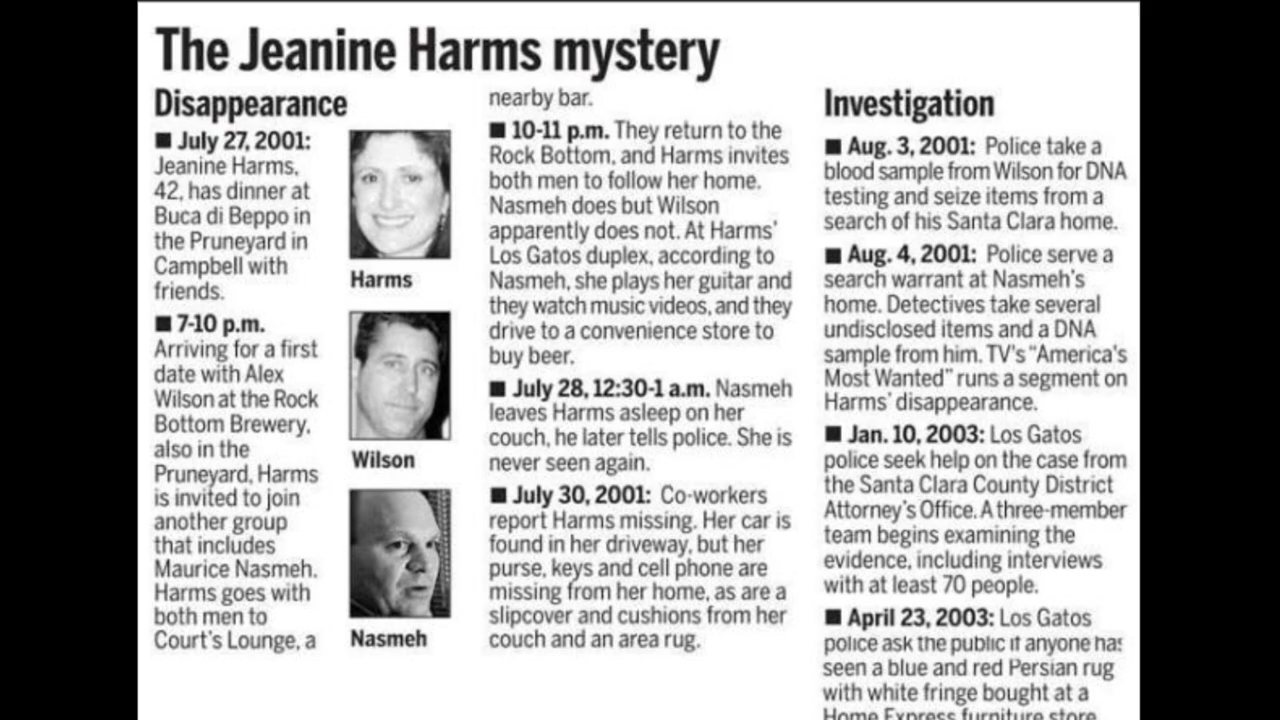 The Jeanine Harms mystery
Disappearance
■ July 27, 2001:
Jeanine Harms,
42, has dinner at
Buca di Beppo in
the Pruneyard in
Campbell with
friends.
■ 7-10 p.m.
Arriving for a first
date with Alex
Wilson at the Rock
Bottom Brewery,
also in the
Pruneyard, Harms
is invited to join
another group
that includes
Maurice Nasmeh.
Harms goes with
both men to
Court's Lounge, a
Harms
Wilson
Nasmeh
nearby bar.
■ 10-11 p.m. They return to the
Rock Bottom, and Harms invites
both men to follow her home.
Nasmeh does but Wilson
apparently does not. At Harms'
Los Gatos duplex, according to
Nasmeh, she plays her guitar and
they watch music videos, and they
drive to a convenience store to
buy beer.
■ July 28, 12:30-1 a.m. Nasmeh
leaves Harms asleep on her
couch, he later tells police. She is
never seen again.
■ July 30, 2001: Co-workers
report Harms missing. Her car is
found in her driveway, but her
purse, keys and cell phone are
missing from her home, as are a
slipcover and cushions from her
couch and an area rug.
Investigation
■ Aug. 3, 2001: Police take a
blood sample from Wilson for DNA
testing and seize items from a
search of his Santa Clara home.
■ Aug. 4, 2001: Police serve a
search warrant at Nasmeh's
home. Detectives take several
undisclosed items and a DNA
sample from him. TV's "America's
Most Wanted" runs a segment on
Harms' disappearance.
■ Jan. 10, 2003: Los Gatos
police seek help on the case from
the Santa Clara County District
Attorney's Office. A three-member
team begins examining the
evidence, including interviews
with at least 70 people.
■ April 23, 2003: Los Gatos
police ask the public if anyone has
seen a blue and red Persian rug
with white fringe bought at a
Home Express furniture store